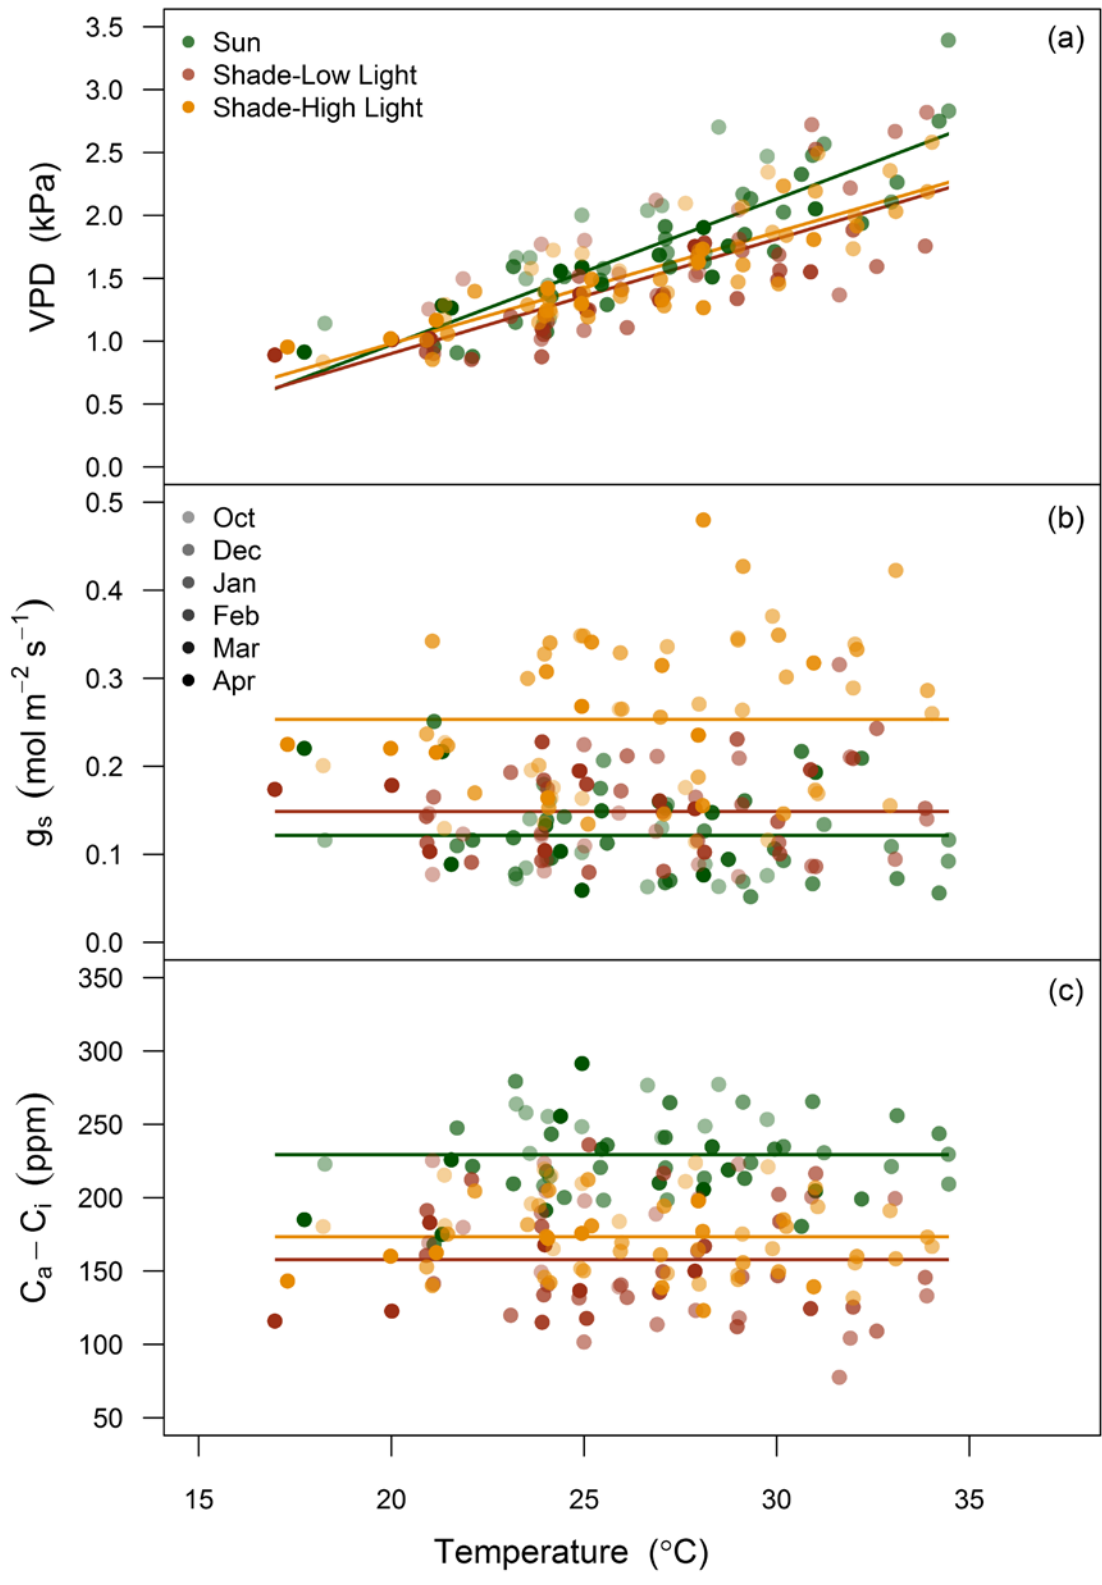 (a)
Sun
Shade-Low Light
Shade-High Light
3.5
3.0
2.5
2.0
1.5
1.0
0.5
0.0
VPD (kPa)
(b)
Oct
Dec
Jan
Feb
Mar
Apr
0.5
0.4
0.3
0.2
0.1
0.0
gₛ (mol m⁻² s⁻¹)
(c)
350
300
250
200
150
100
50
Cₐ – Cᵢ (ppm)
15 20 25 30 35
Temperature (°C)